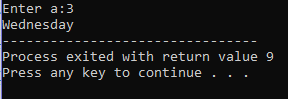 Enter a:3
Wednesday
--------------------------------
Process exited with return value 9
Press any key to continue . . .